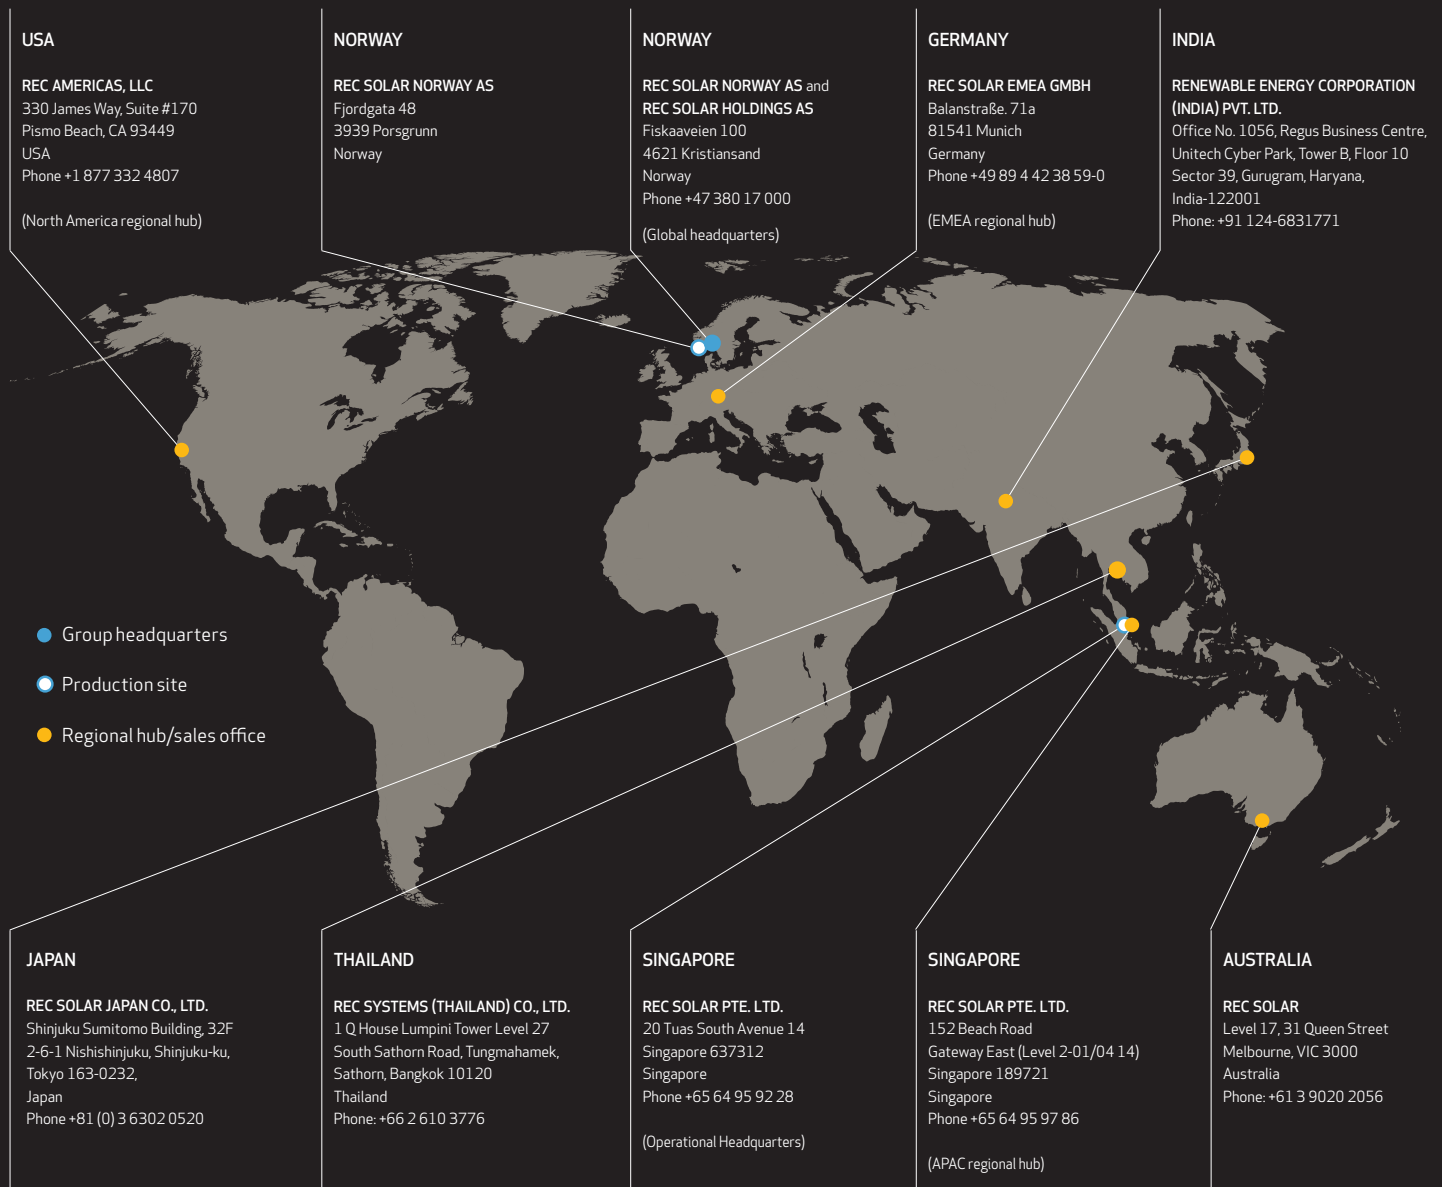 USA
REC AMERICAS, LLC
330 James Way, Suite #170
Pismo Beach, CA 93449
USA
Phone +1 877 332 4807
(North America regional hub)
NORWAY
REC SOLAR NORWAY AS
Fjordgata 48
3939 Porsgrunn
Norway
NORWAY
REC SOLAR NORWAY AS and
REC SOLAR HOLDINGS AS
Fiskaaveien 100
4621 Kristiansand
Norway
Phone +47 380 17 000
(Global headquarters)
GERMANY
REC SOLAR EMEA GMBH
Balanstraße. 71a
81541 Munich
Germany
Phone +49 89 4 42 38 59-0
(EMEA regional hub)
INDIA
RENEWABLE ENERGY CORPORATION
(INDIA) PVT. LTD.
Office No. 1056, Regus Business Centre,
Unitech Cyber Park, Tower B, Floor 10
Sector 39, Gurugram, Haryana,
India-122001
Phone: +91 124-6831771
Group headquarters
Production site
Regional hub/sales office
JAPAN
REC SOLAR JAPAN CO., LTD.
Shinjuku Sumitomo Building, 32F
2-6-1 Nishishinjuku, Shinjuku-ku,
Tokyo 163-0232,
Japan
Phone +81 (0) 3 6302 0520
THAILAND
REC SYSTEMS (THAILAND) CO., LTD.
1 Q House Lumpini Tower Level 27
South Sathorn Road, Tungmahamek,
Sathorn, Bangkok 10120
Thailand
Phone: +66 2 610 3776
SINGAPORE
REC SOLAR PTE. LTD.
20 Tuas South Avenue 14
Singapore 637312
Singapore
Phone +65 64 95 92 28
(Operational Headquarters)
SINGAPORE
REC SOLAR PTE. LTD.
152 Beach Road
Gateway East (Level 2-01/04 14)
Singapore 189721
Singapore
Phone +65 64 95 97 86
(APAC regional hub)
AUSTRALIA
REC SOLAR
Level 17, 31 Queen Street
Melbourne, VIC 3000
Australia
Phone: +61 3 9020 2056